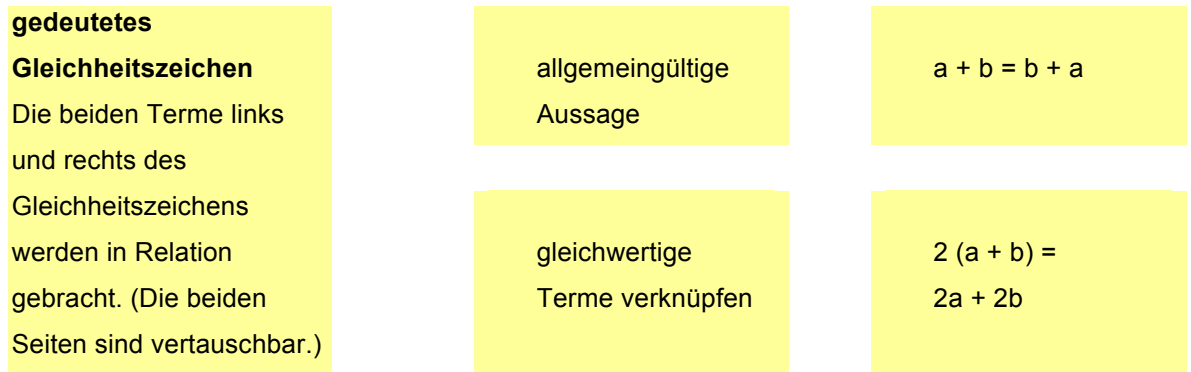 gedeutetes
Gleichheitszeichen
Die beiden Terme links
und rechts des
Gleichheitszeichens
werden in Relation
gebracht. (Die beiden
Seiten sind vertauschbar.)
allgemeingültige
Aussage
a + b = b + a
gleichwertige
Terme verknüpfen
2 (a + b) =
2a + 2b